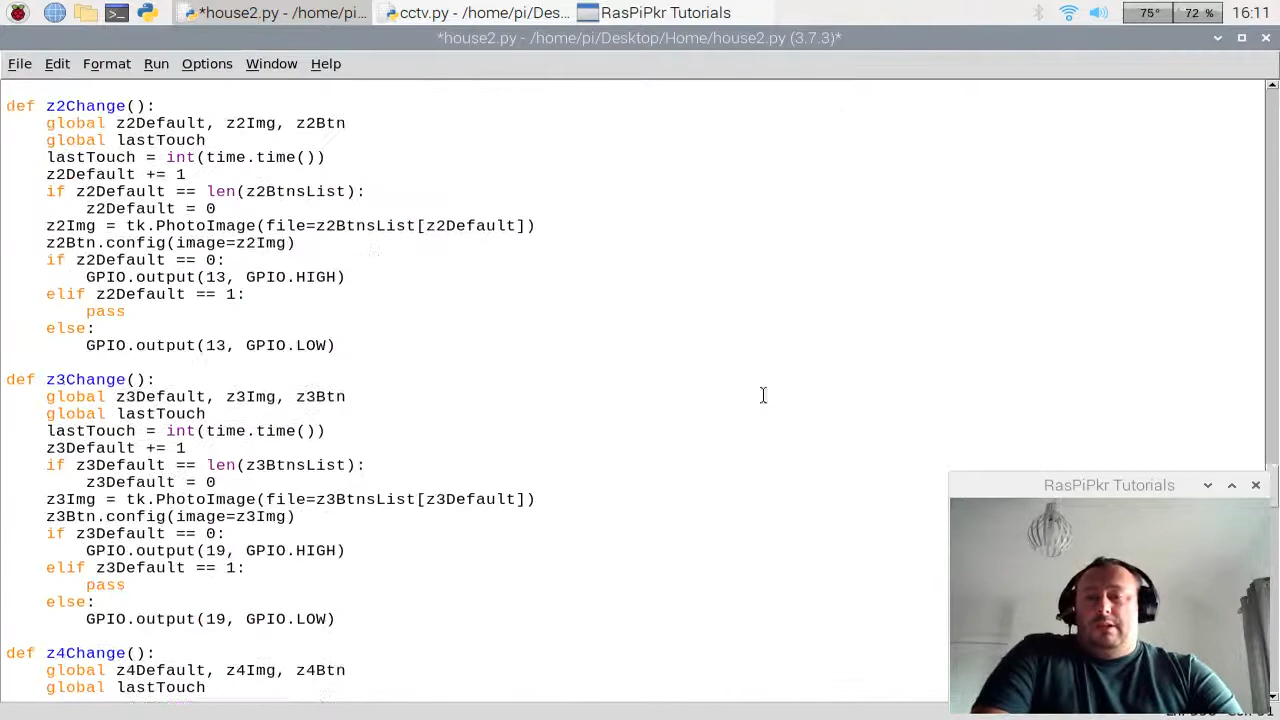 *house2.py - /home/pi... cctv.py - /home/pi/Des... RasPiPkr Tutorials 75° 72 % 16:11
*house2.py - /home/pi/Desktop/Home/house2.py (3.7.3)*
File Edit Format Run Options Window Help
def z2Change():
    global z2Default, z2Img, z2Btn
    global lastTouch
    lastTouch = int(time.time())
    z2Default += 1
    if z2Default == len(z2BtnsList):
        z2Default = 0
    z2Img = tk.PhotoImage(file=z2BtnsList[z2Default])
    z2Btn.config(image=z2Img)
    if z2Default == 0:
        GPIO.output(13, GPIO.HIGH)
    elif z2Default == 1:
        pass
    else:
        GPIO.output(13, GPIO.LOW)
def z3Change():
    global z3Default, z3Img, z3Btn
    global lastTouch
    lastTouch = int(time.time())
    z3Default += 1
    if z3Default == len(z3BtnsList):
        z3Default = 0
    z3Img = tk.PhotoImage(file=z3BtnsList[z3Default])
    z3Btn.config(image=z3Img)
    if z3Default == 0:
        GPIO.output(19, GPIO.HIGH)
    elif z3Default == 1:
        pass
    else:
        GPIO.output(19, GPIO.LOW)
def z4Change():
    global z4Default, z4Img, z4Btn
    global lastTouch
RasPiPkr Tutorials